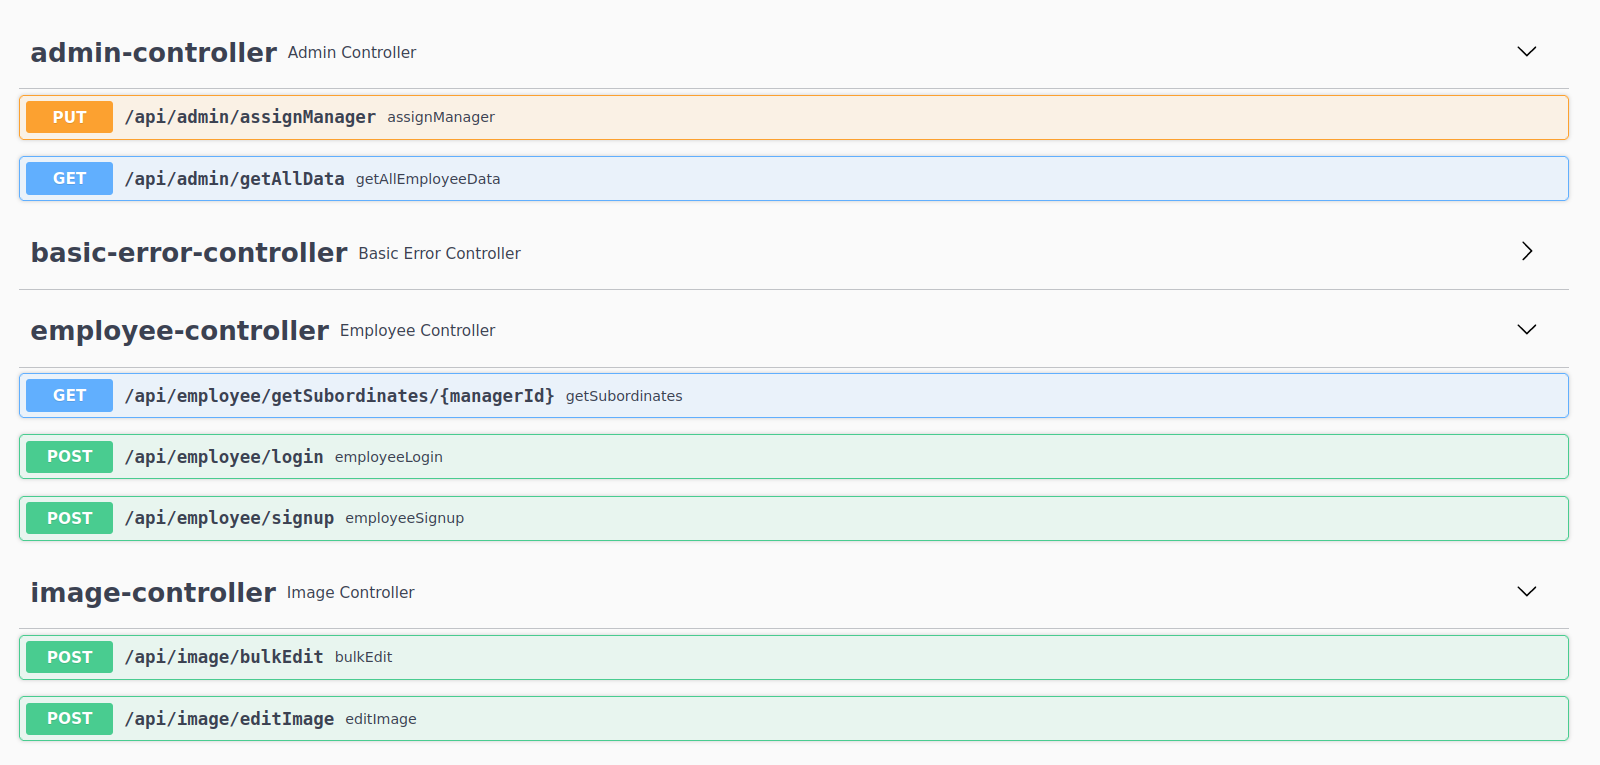 admin-controller Admin Controller
PUT /api/admin/assignManager assignManager
GET /api/admin/getAllData getAllEmployeeData
basic-error-controller Basic Error Controller
employee-controller Employee Controller
GET /api/employee/getSubordinates/{managerId} getSubordinates
POST /api/employee/login employeeLogin
POST /api/employee/signup employeeSignup
image-controller Image Controller
POST /api/image/bulkEdit bulkEdit
POST /api/image/editImage editImage